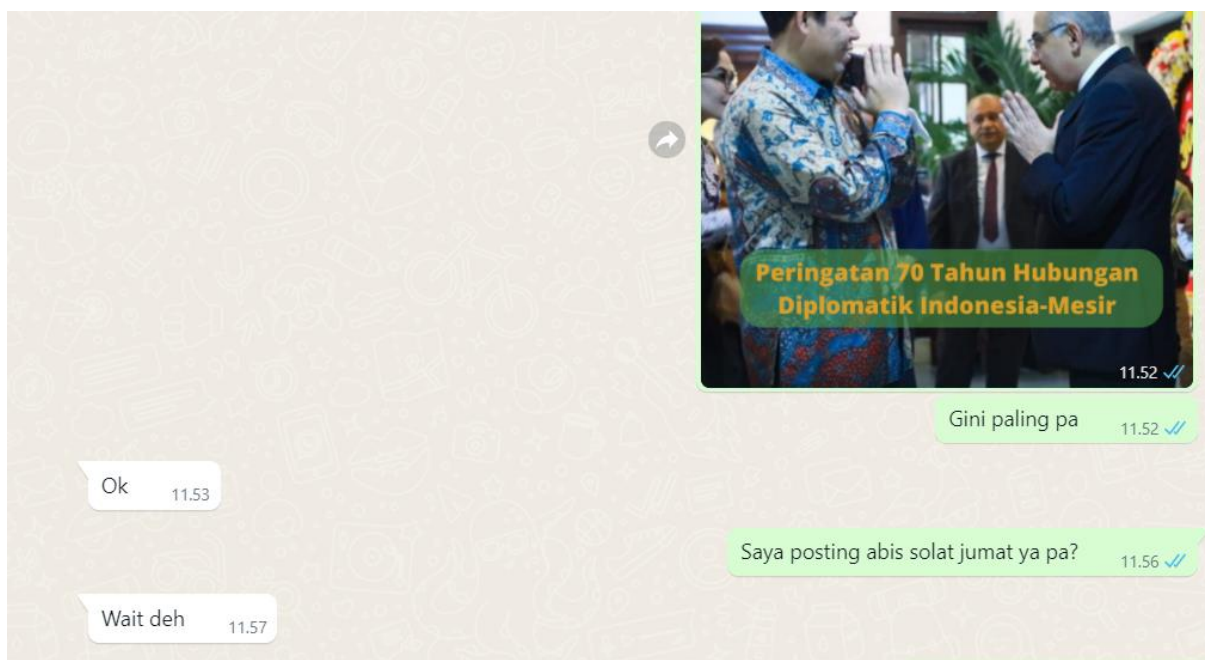 Peringatan 70 Tahun Hubungan
Diplomatik Indonesia-Mesir
11.52
Gini paling pa 11.52
Ok 11.53
Saya posting abis solat jumat ya pa? 11.56
Wait deh 11.57